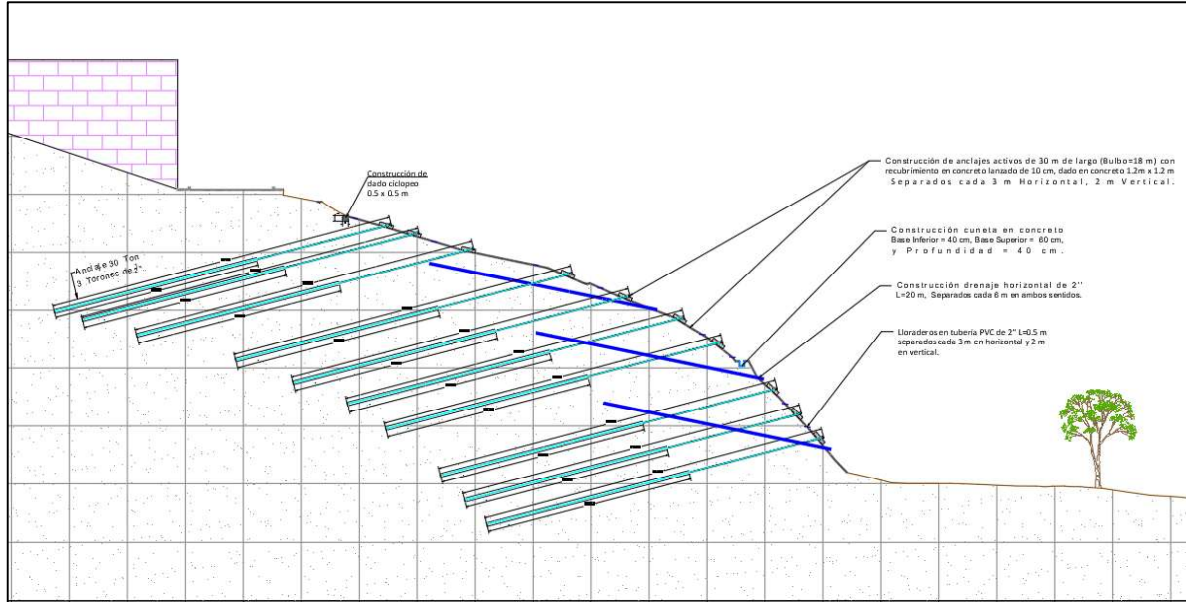 Construcción de
dado ciclopeo
0.5 x 0.5 m
Anclaje 30 Ton
3 Torones de
Construcción de anclajes activos de 30 m de largo (Bulbo=18 m) con
recubrimiento en concreto lanzado de 10 cm, dado en concreto 1.2m x 1.2 m
Separados cada 3 m Horizontal, 2 m Vertical.
Construcción cuneta en concreto
Base Inferior = 40 cm, Base Superior = 60 cm,
y Profundidad = 40 cm.
Construcción drenaje horizontal de 2''
L=20 m, Separados cada 6 m en ambos sentidos.
Lloraderos en tubería PVC de 2" L=0.5 m
separados cada 3 m en horizontal y 2 m
en vertical.